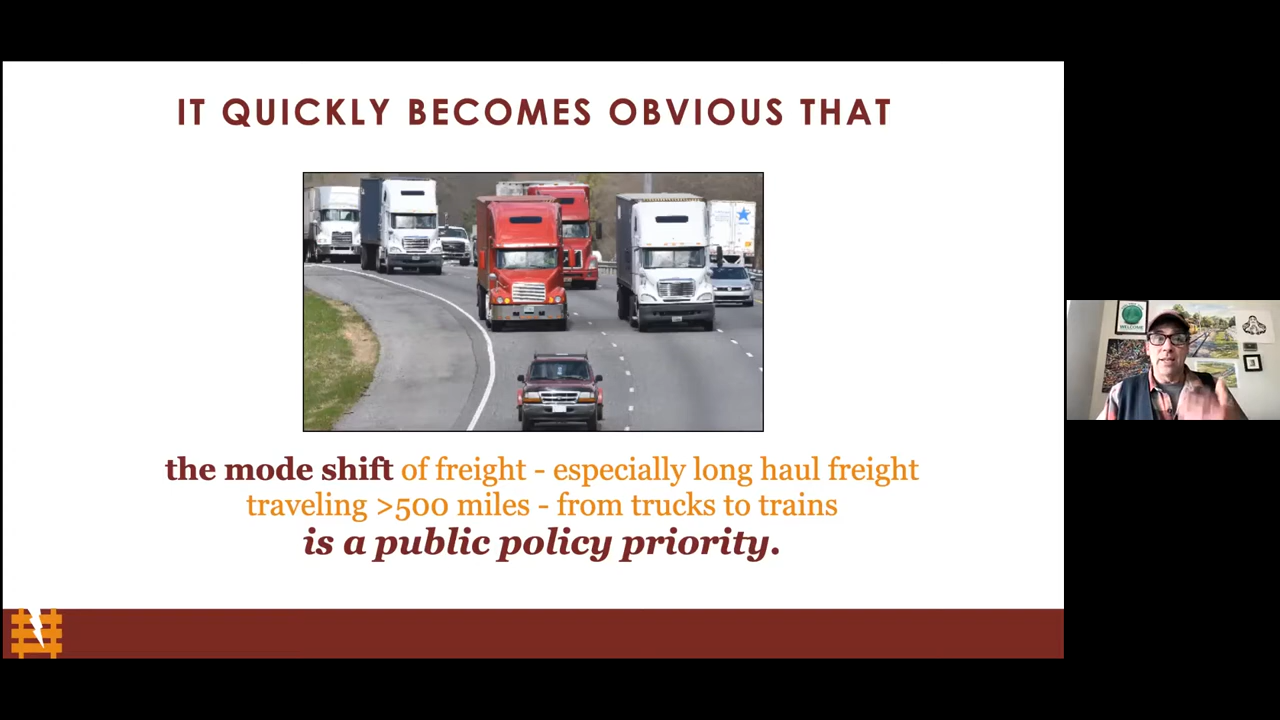 IT QUICKLY BECOMES OBVIOUS THAT
the mode shift of freight - especially long haul freight
traveling >500 miles - from trucks to trains
is a public policy priority.
WELCOME